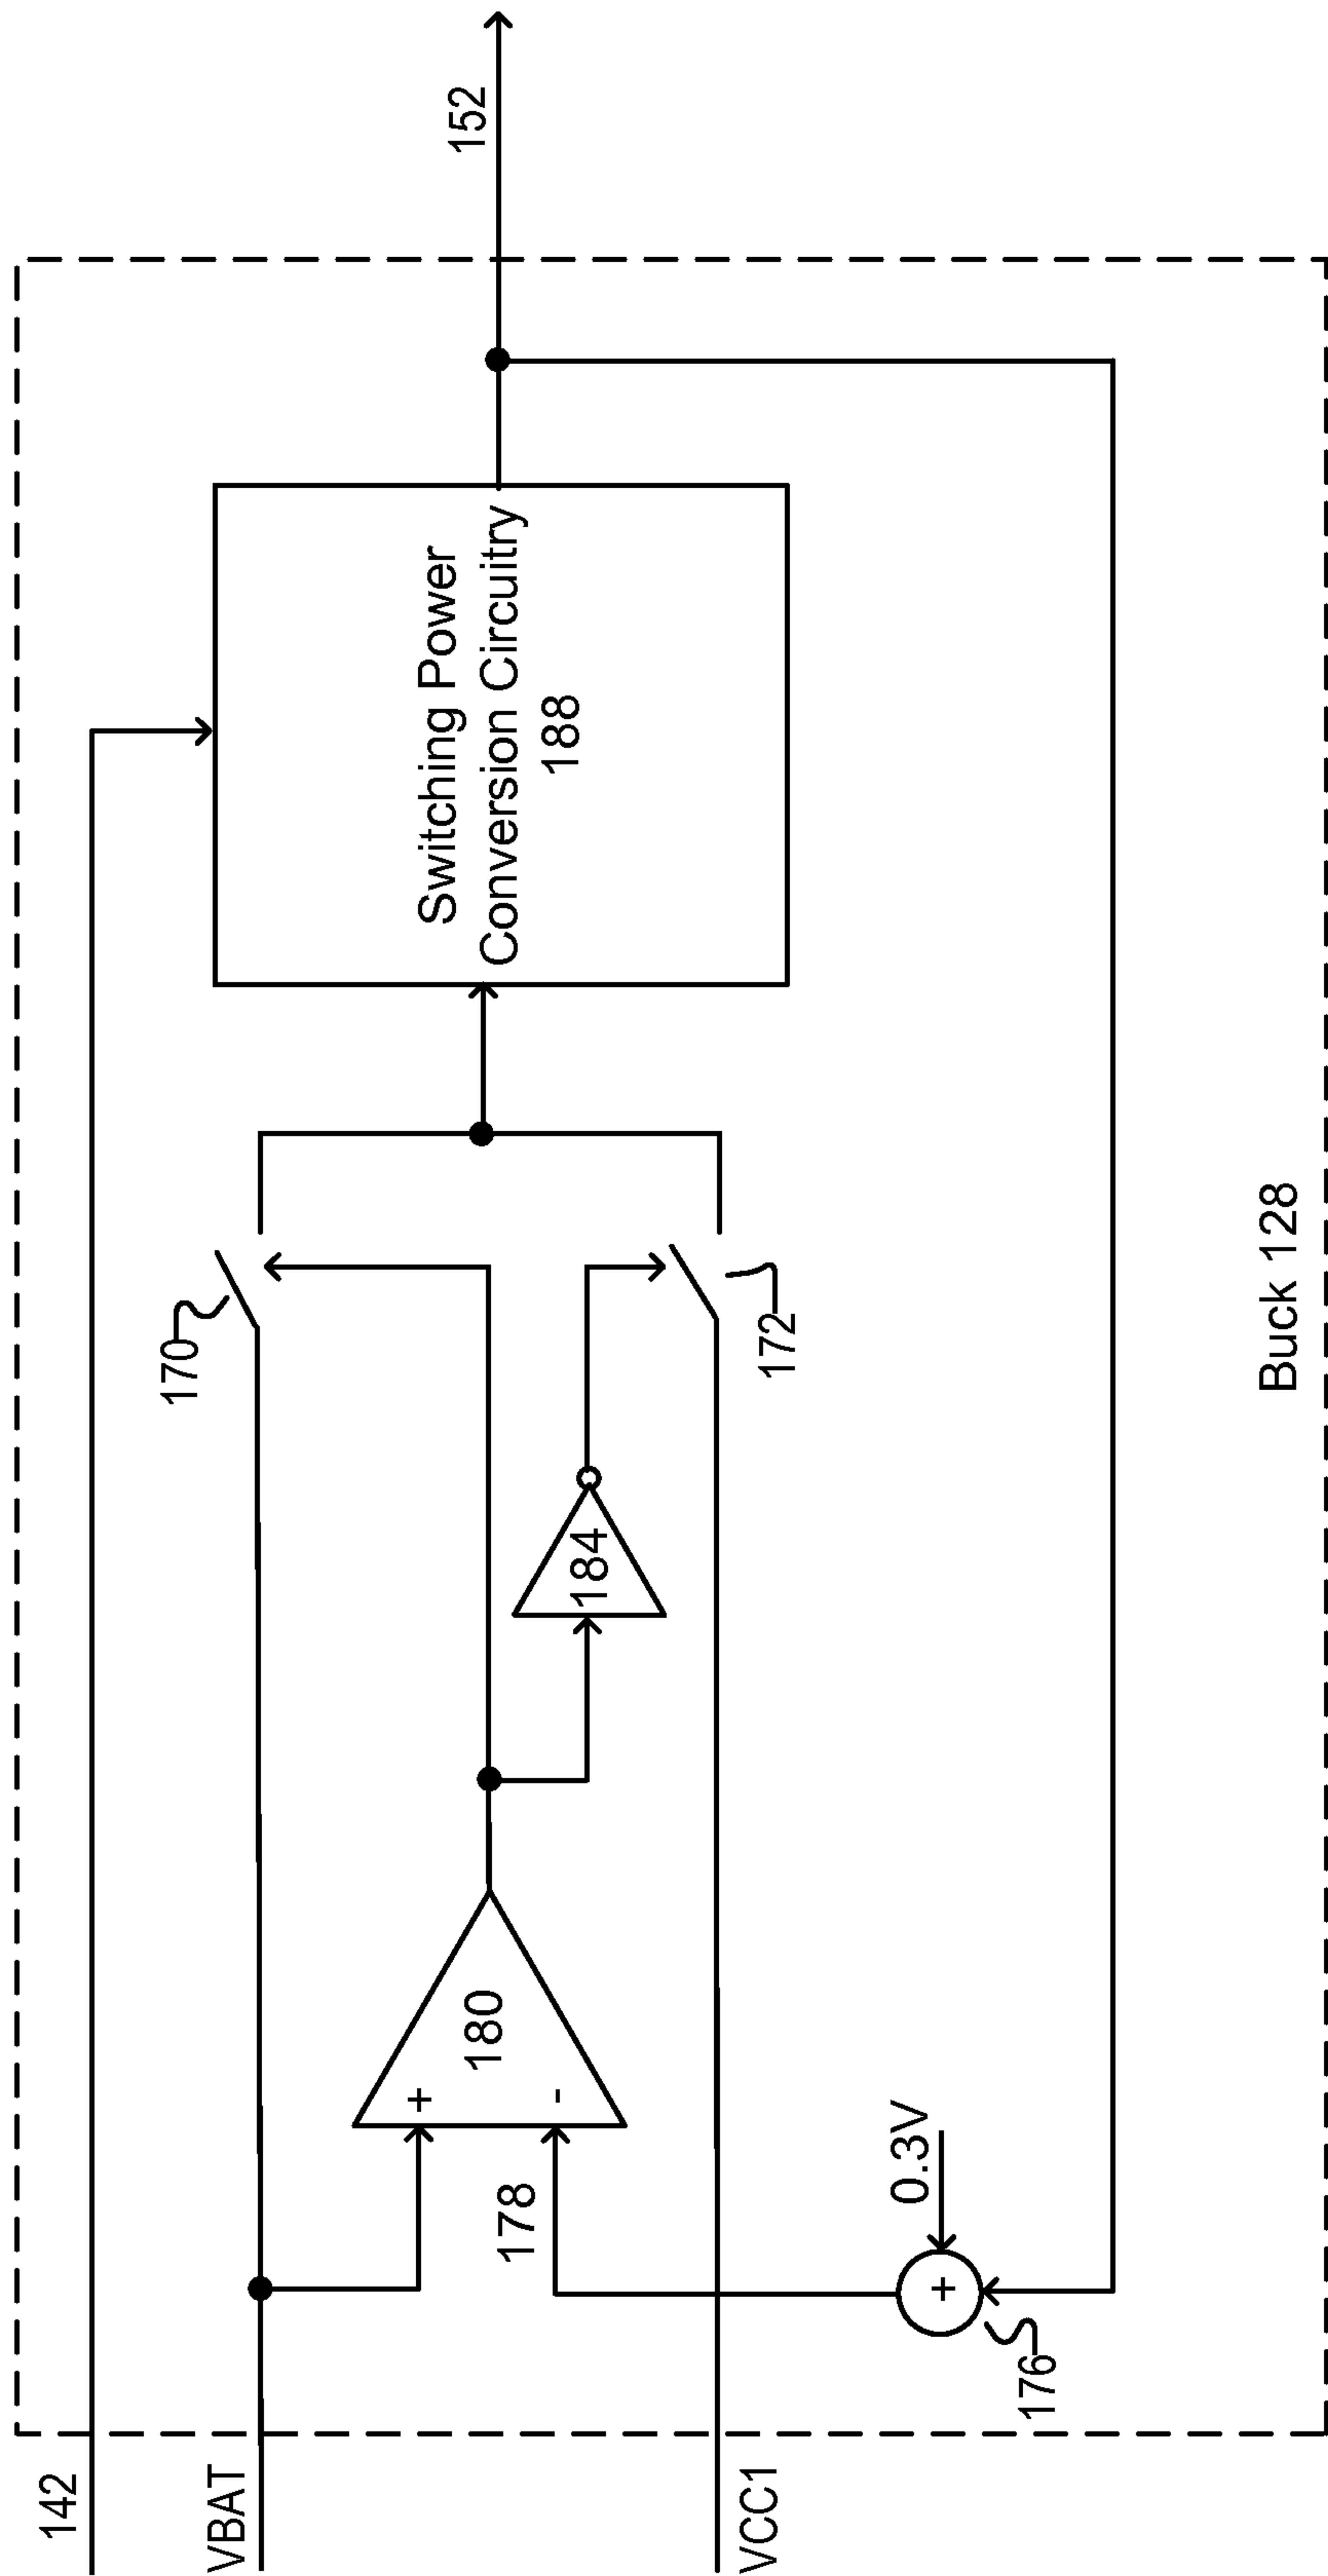 142
152
VBAT
170
Switching Power
Conversion Circuitry
188
+
180
-
178
184
172
VCC1
0.3V
+
176
Buck 128